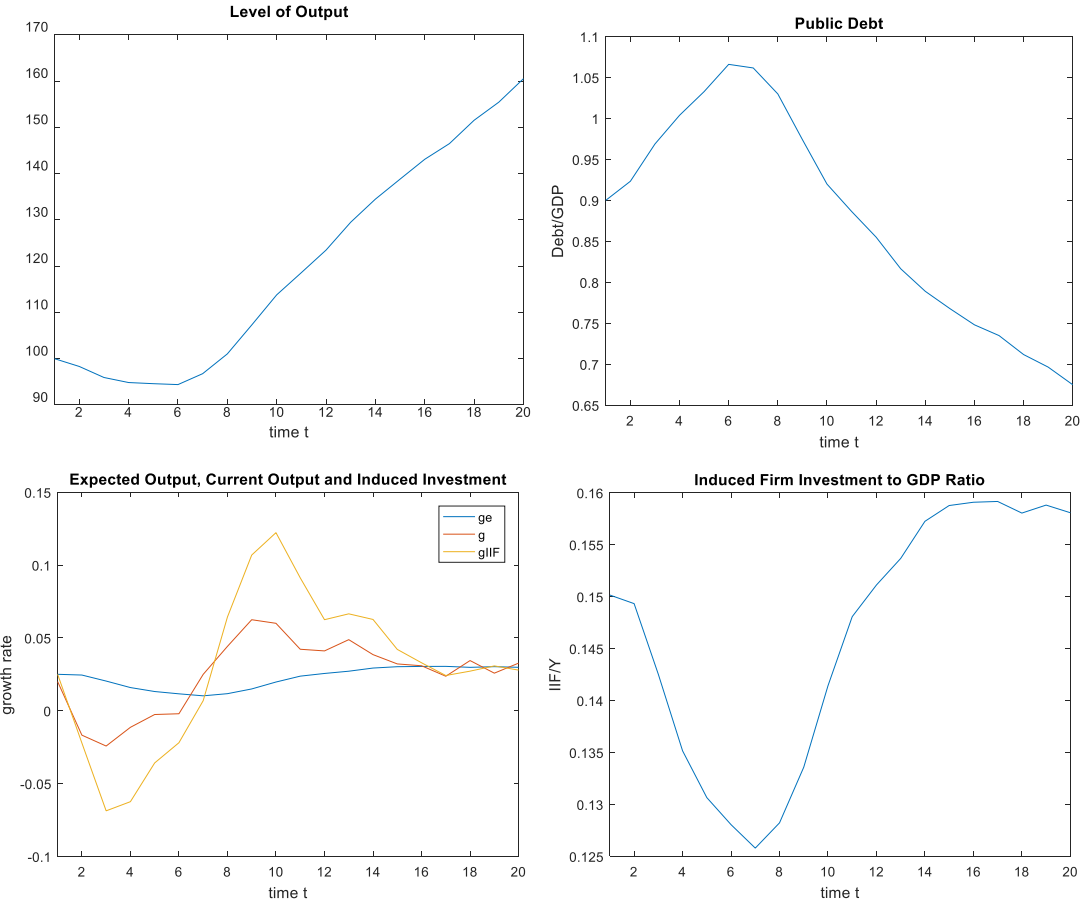 Level of Output
170
160
150
140
130
120
110
100
90
2 4 6 8 10 12 14 16 18 20
time t
Public Debt
1.1
1.05
1
0.95
0.9
0.85
0.8
0.75
0.7
0.65
Debt/GDP
2 4 6 8 10 12 14 16 18 20
time t
Expected Output, Current Output and Induced Investment
0.15
0.1
0.05
0
-0.05
-0.1
growth rate
ge
g
gIIF
2 4 6 8 10 12 14 16 18 20
time t
Induced Firm Investment to GDP Ratio
0.16
0.155
0.15
0.145
0.14
0.135
0.13
0.125
IIF/Y
2 4 6 8 10 12 14 16 18 20
time t